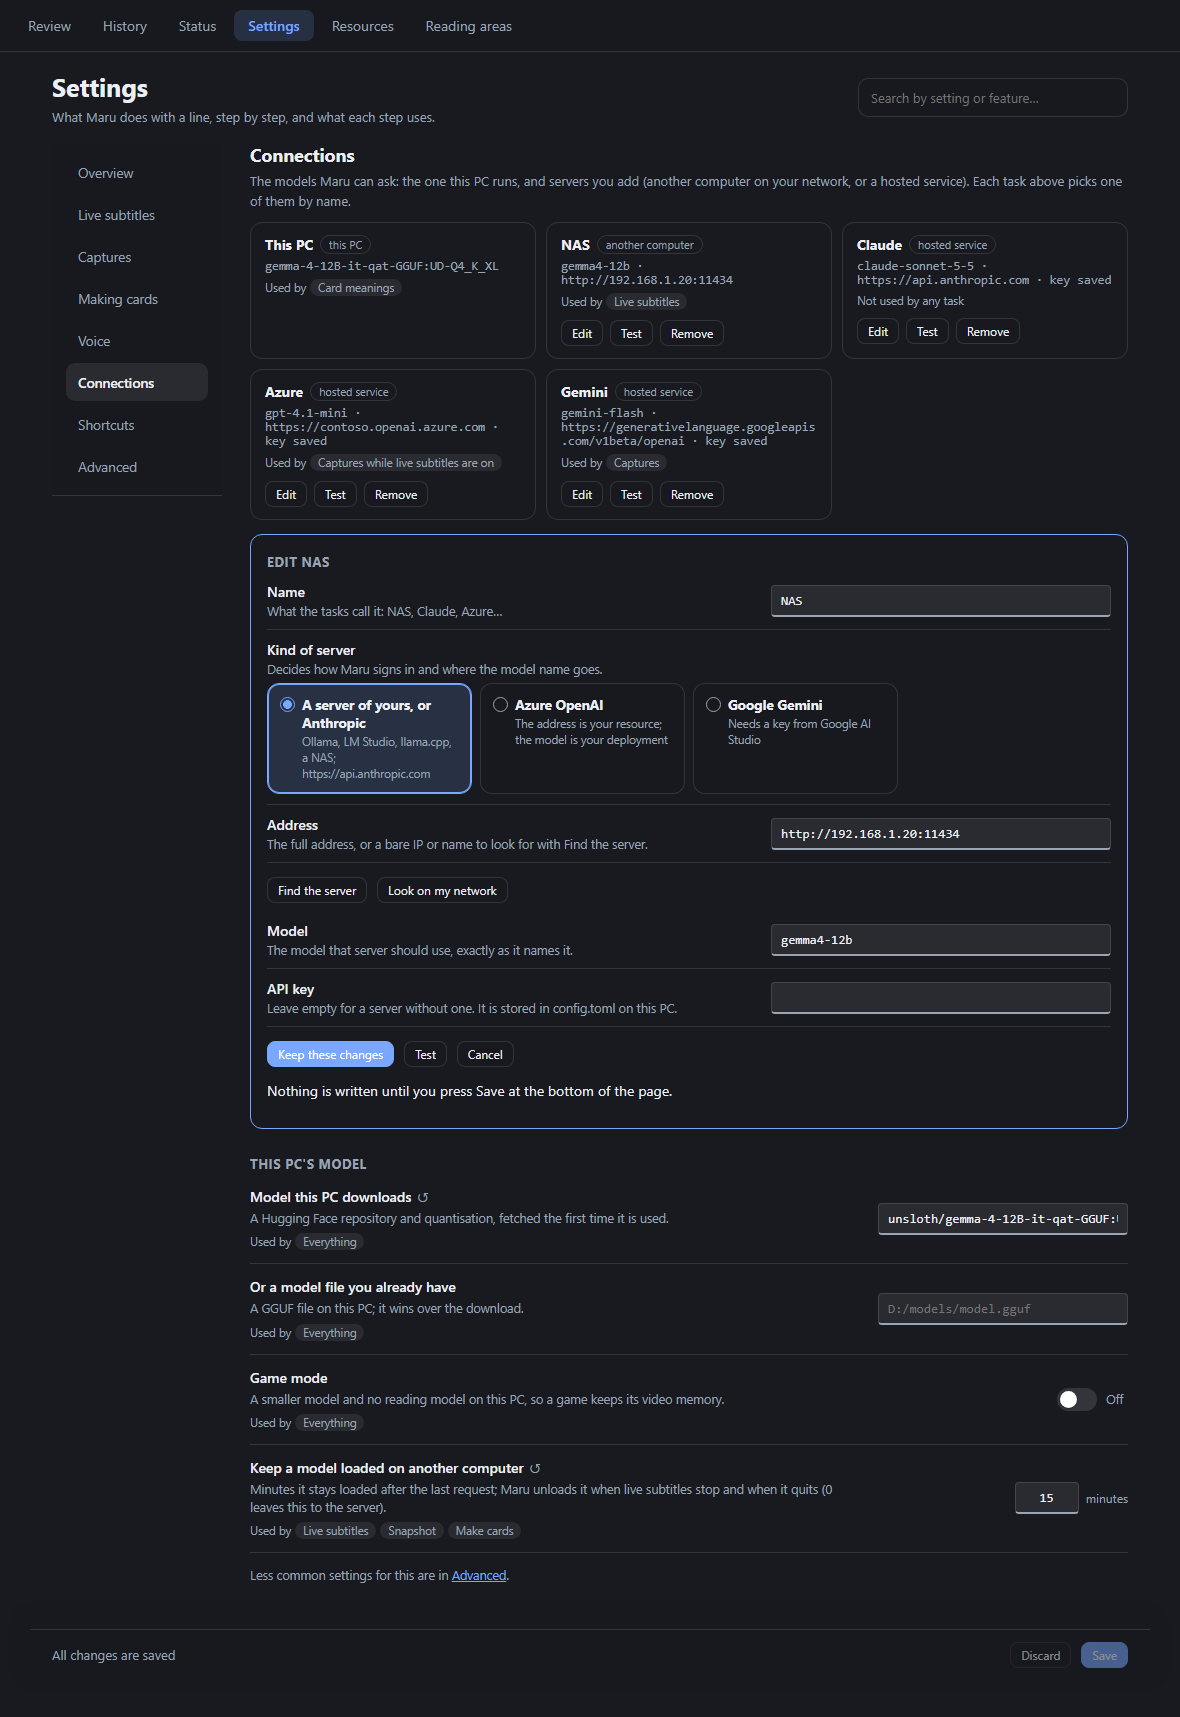 Review History Status Settings Resources Reading areas
Settings
What Maru does with a line, step by step, and what each step uses.
Search by setting or feature...
Overview
Live subtitles
Captures
Making cards
Voice
Connections
Shortcuts
Advanced
Connections
The models Maru can ask: the one this PC runs, and servers you add (another computer on your network, or a hosted service). Each task above picks one
of them by name.
This PC this PC
gemma-4-12B-it-qat-GGUF:UD-Q4_K_XL
Used by Card meanings
NAS another computer
gemma4-12b ·
http://192.168.1.20:11434
Used by Live subtitles
Edit Test Remove
Claude hosted service
claude-sonnet-5-5 ·
https://api.anthropic.com · key saved
Not used by any task
Edit Test Remove
Azure hosted service
gpt-4.1-mini ·
https://contoso.openai.azure.com ·
key saved
Used by Captures while live subtitles are on
Edit Test Remove
Gemini hosted service
gemini-flash ·
https://generativelanguage.googleapis
.com/v1beta/openai · key saved
Used by Captures
Edit Test Remove
EDIT NAS
Name
What the tasks call it: NAS, Claude, Azure...
NAS
Kind of server
Decides how Maru signs in and where the model name goes.
A server of yours, or
Anthropic
Ollama, LM Studio, llama.cpp,
a NAS;
https://api.anthropic.com
Azure OpenAI
The address is your resource;
the model is your deployment
Google Gemini
Needs a key from Google AI
Studio
Address
The full address, or a bare IP or name to look for with Find the server.
http://192.168.1.20:11434
Find the server Look on my network
Model
The model that server should use, exactly as it names it.
gemma4-12b
API key
Leave empty for a server without one. It is stored in config.toml on this PC.
Keep these changes Test Cancel
Nothing is written until you press Save at the bottom of the page.
THIS PC'S MODEL
Model this PC downloads ↺
A Hugging Face repository and quantisation, fetched the first time it is used.
Used by Everything
unsloth/gemma-4-12B-it-qat-GGUF:
Or a model file you already have
A GGUF file on this PC; it wins over the download.
Used by Everything
D:/models/model.gguf
Game mode
A smaller model and no reading model on this PC, so a game keeps its video memory.
Used by Everything
Off
Keep a model loaded on another computer ↺
Minutes it stays loaded after the last request; Maru unloads it when live subtitles stop and when it quits (0
leaves this to the server).
Used by Live subtitles Snapshot Make cards
15 minutes
Less common settings for this are in Advanced.
All changes are saved
Discard Save